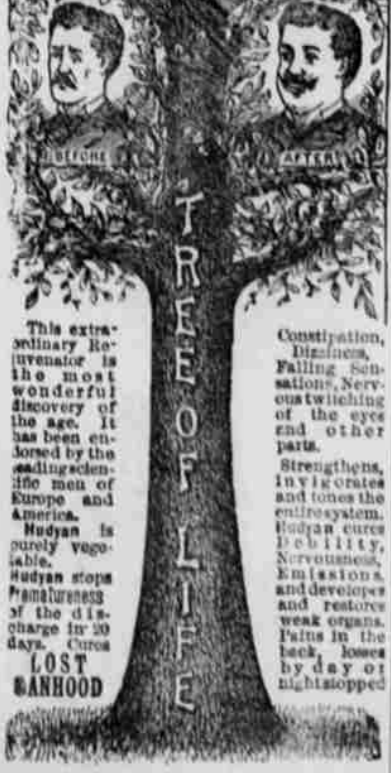 BEFORE
AFTER
TREE OF LIFE
This extra-
ordinary Re-
juvenator is
the most
wonderful
discovery of
the age. It
has been en-
dorsed by the
leading scien-
tific men of
Europe and
America.
Hudyan is
purely vege-
table.
Hudyan stops
Prematureness
of the dis-
charge in 20
days. Cures
LOST
MANHOOD
Constipation,
Dizziness,
Falling Sen-
sations, Nerv-
ous twitching
of the eyes
and other
parts.
Strengthens,
invigorates
and tones the
entire system.
Hudyan cures
Debility,
Nervousness,
Emissions,
and developes
and restores
weak organs.
Pains in the
back, losses
by day or
night stopped